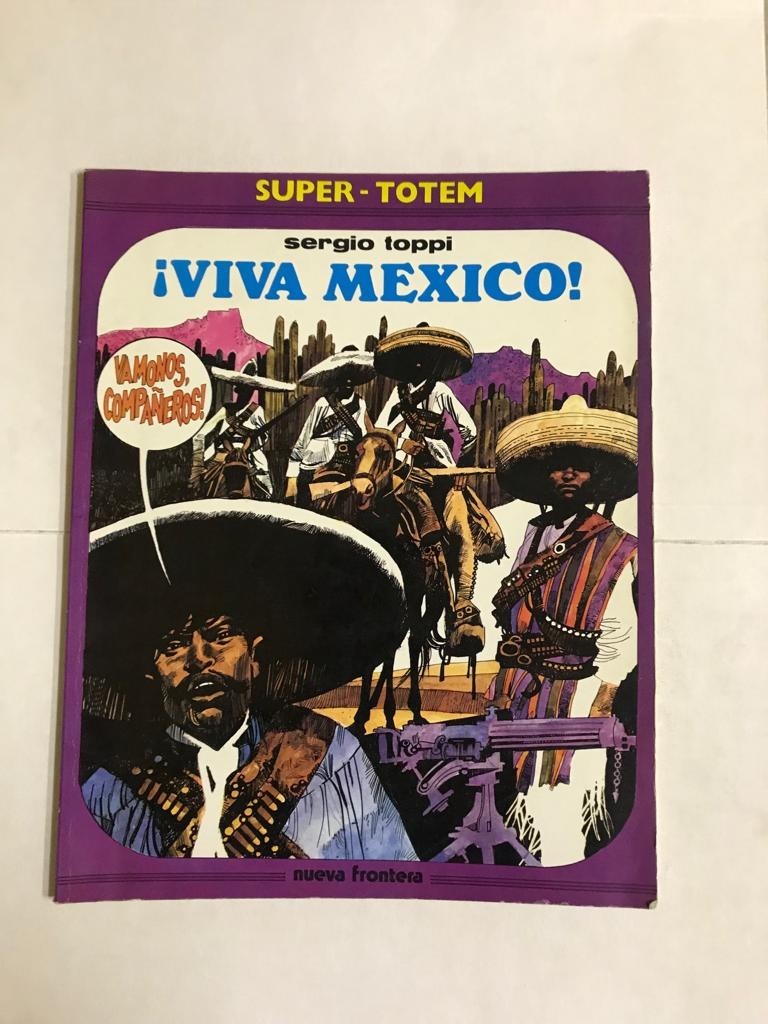 SUPER - TOTEM
sergio toppi
¡VIVA MEXICO!
VAMONOS,
COMPAÑEROS!
nueva frontera